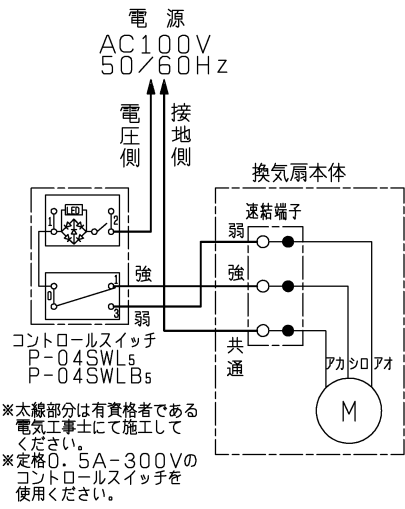 電　源
AC100V
50/60Hz
電圧側
接地側
換気扇本体
速結端子
LED
1
2
弱
強
1
0
3
弱
強
共通
アカ シロ アオ
M
コントロールスイッチ
P-04SWL5
P-04SWLB5
※太線部分は有資格者である
電気工事士にて施工して
ください。
※定格0.5A-300Vの
コントロールスイッチを
使用ください。